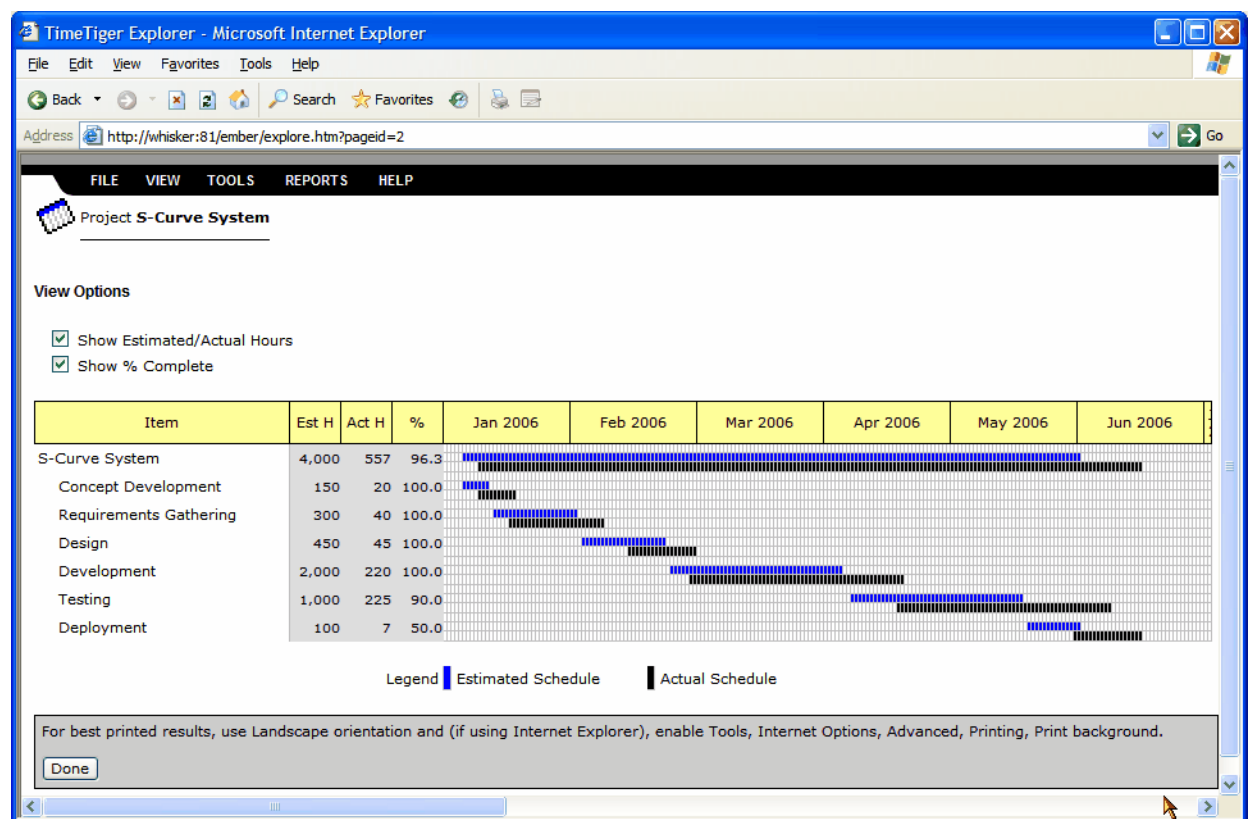 TimeTiger Explorer - Microsoft Internet Explorer
File Edit View Favorites Tools Help
Back Search Favorites
Address http://whisker:81/ember/explore.htm?pageid=2 Go
FILE VIEW TOOLS REPORTS HELP
Project S-Curve System
View Options
Show Estimated/Actual Hours
Show % Complete
Item Est H Act H % Jan 2006 Feb 2006 Mar 2006 Apr 2006 May 2006 Jun 2006
S-Curve System 4,000 557 96.3
Concept Development 150 20 100.0
Requirements Gathering 300 40 100.0
Design 450 45 100.0
Development 2,000 220 100.0
Testing 1,000 225 90.0
Deployment 100 7 50.0
Legend Estimated Schedule Actual Schedule
For best printed results, use Landscape orientation and (if using Internet Explorer), enable Tools, Internet Options, Advanced, Printing, Print background.
Done